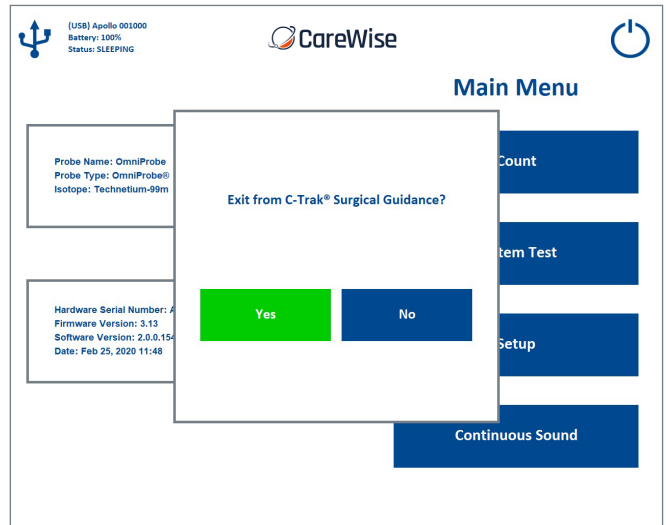 (USB) Apollo 001000
Battery: 100%
Status: SLEEPING
CareWise
Main Menu
Probe Name: OmniProbe
Probe Type: OmniProbe®
Isotope: Technetium-99m
Count
Exit from C-Trak® Surgical Guidance?
tem Test
Hardware Serial Number: A
Firmware Version: 3.13
Software Version: 2.0.0.154
Date: Feb 25, 2020 11:48
Yes
No
Setup
Continuous Sound